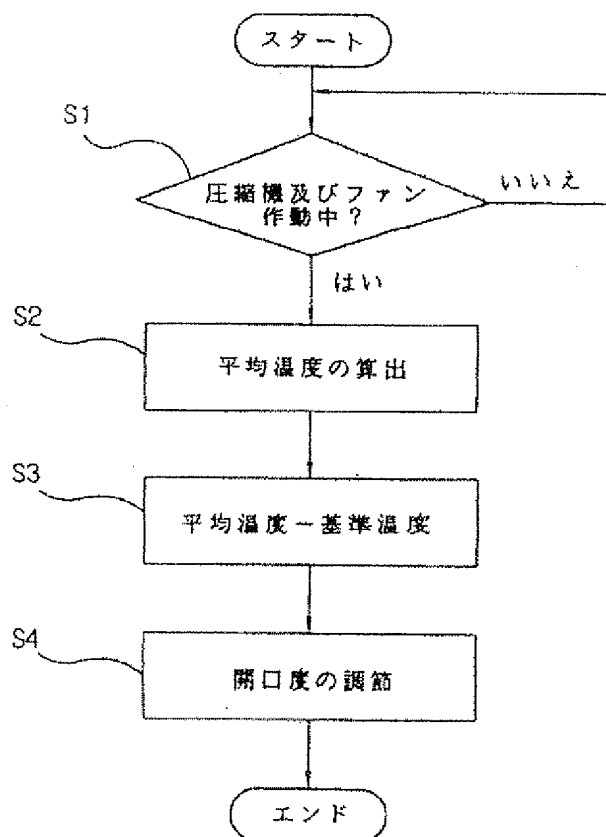 スタート
S1
圧縮機及びファン
作動中？
いいえ
はい
S2
平均温度の算出
S3
平均温度－基準温度
S4
開口度の調節
エンド